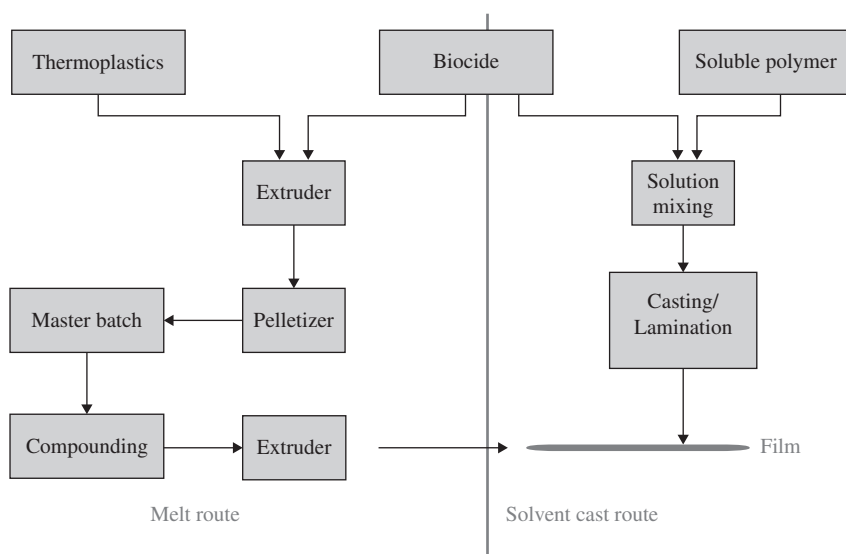 Thermoplastics
Biocide
Soluble polymer
Extruder
Solution
mixing
Master batch
Pelletizer
Casting/
Lamination
Compounding
Extruder
Film
Melt route
Solvent cast route